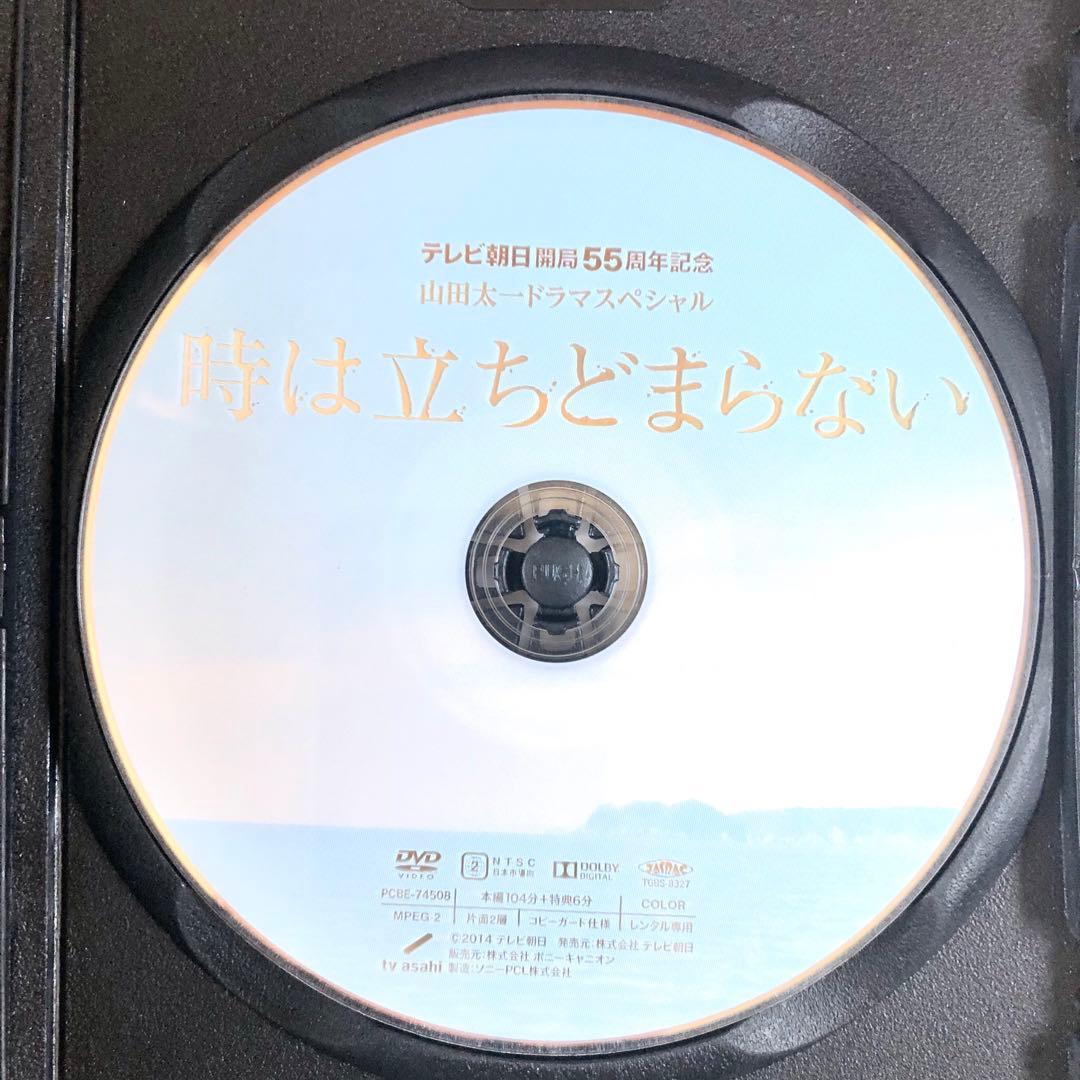 テレビ朝日開局55周年記念
山田太一ドラマスペシャル
時は立ちどまらない
PUSH
DVD VIDEO
2 NTSC 日本市場向
DOLBY DIGITAL
TGBS-8327
PCBE-74508 本編104分+特典6分 COLOR
MPEG-2 片面2層 コピーガード仕様 レンタル専用
©2014 テレビ朝日 発売元:株式会社 テレビ朝日
販売元:株式会社 ポニーキャニオン
tv asahi 製造:ソニーPCL株式会社